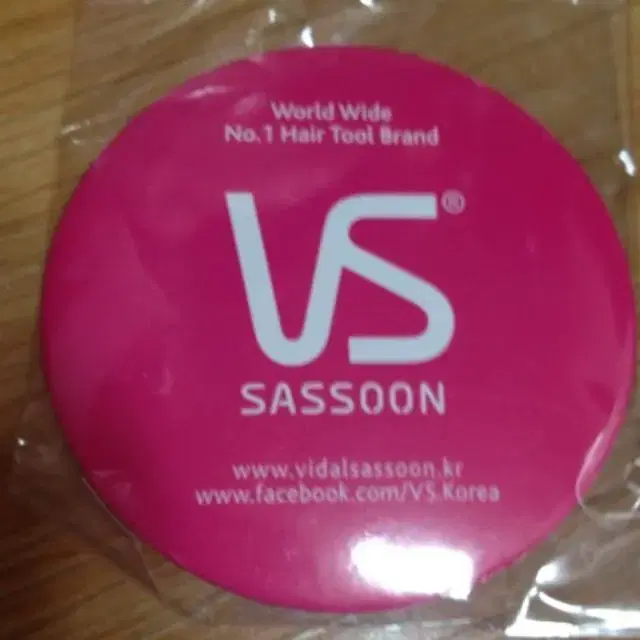 World Wide
No.1 Hair Tool Brand
VS®
SASSOON
www.vidalsassoon.kr
www.facebook.com/VS.Korea